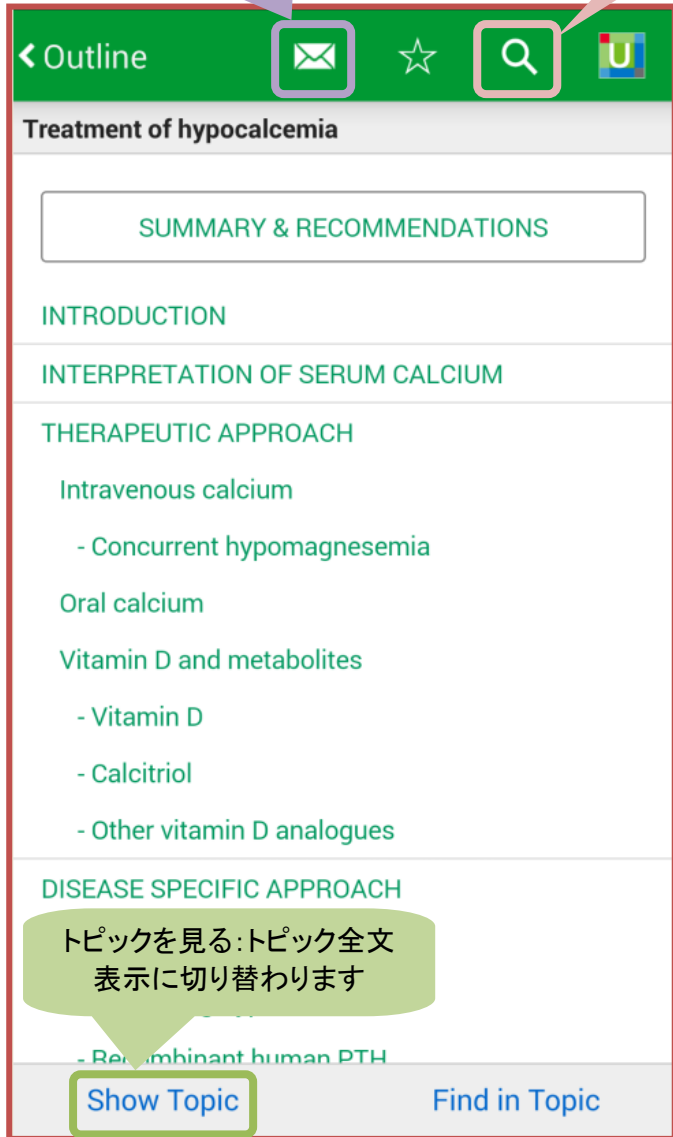 Outline
U
Treatment of hypocalcemia
SUMMARY & RECOMMENDATIONS
INTRODUCTION
INTERPRETATION OF SERUM CALCIUM
THERAPEUTIC APPROACH
Intravenous calcium
- Concurrent hypomagnesemia
Oral calcium
Vitamin D and metabolites
- Vitamin D
- Calcitriol
- Other vitamin D analogues
DISEASE SPECIFIC APPROACH
トピックを見る:トピック全文
表示に切り替わります
- Recombinant human PTH
Show Topic
Find in Topic